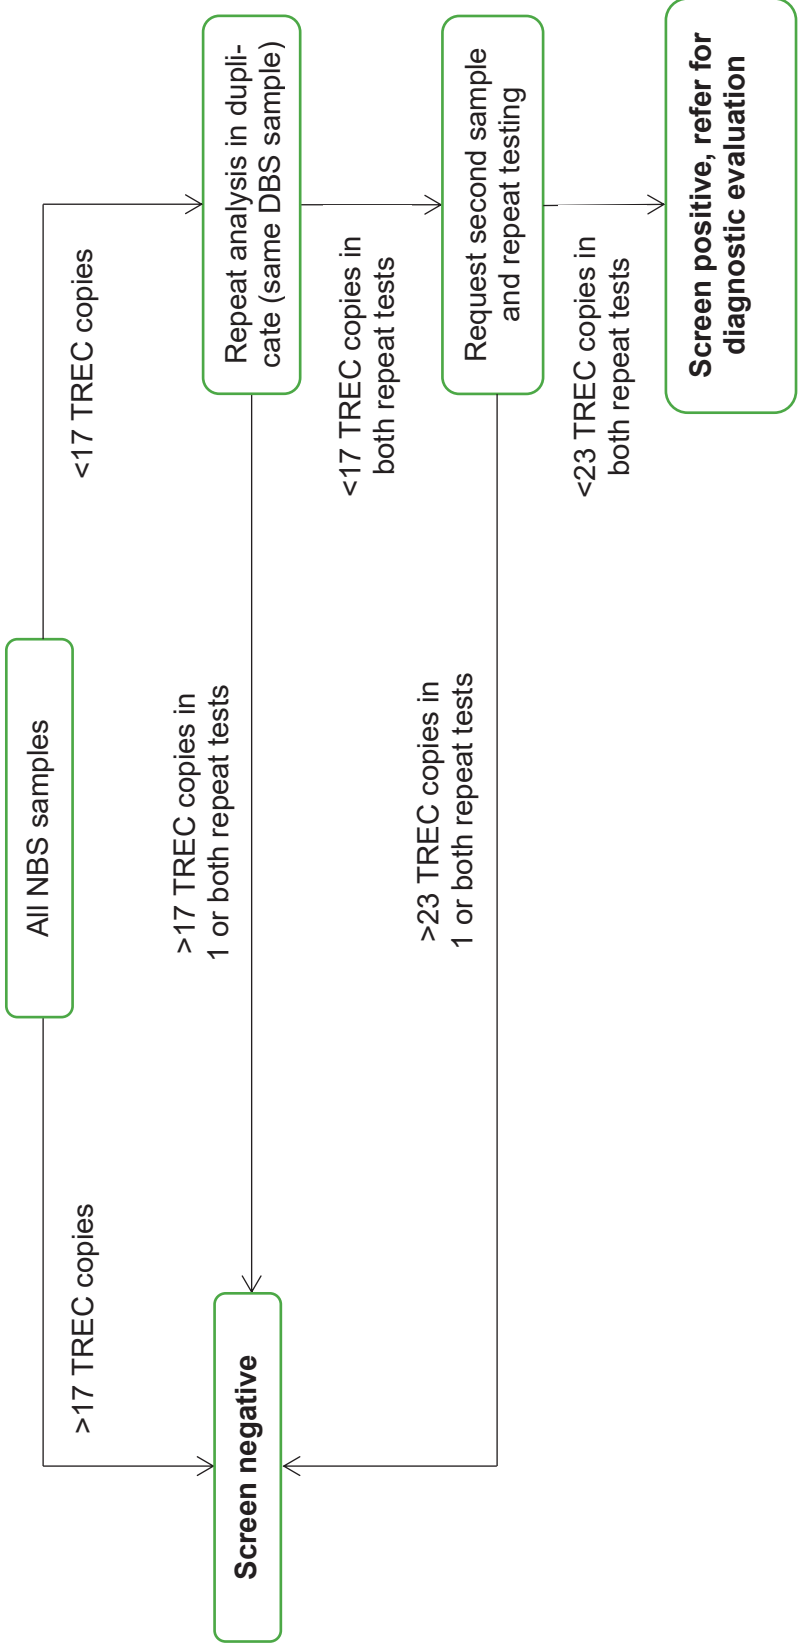 All NBS samples
>17 TREC copies
<17 TREC copies
Screen negative
>17 TREC copies in
1 or both repeat tests
Repeat analysis in dupli-
cate (same DBS sample)
<17 TREC copies in
both repeat tests
>23 TREC copies in
1 or both repeat tests
Request second sample
and repeat testing
<23 TREC copies in
both repeat tests
Screen positive, refer for
diagnostic evaluation